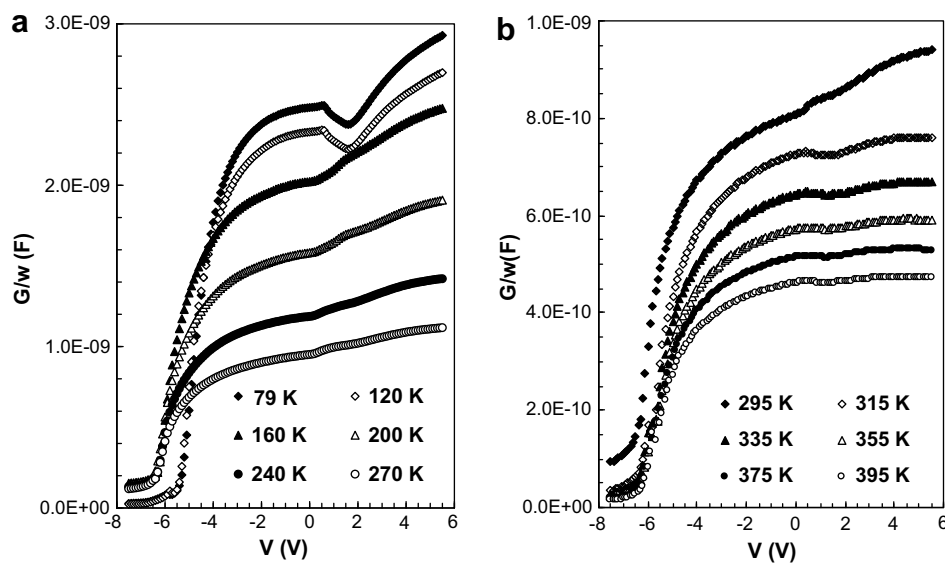 a
3.0E-09
2.0E-09
1.0E-09
0.0E+00
G/w (F)
-8 -6 -4 -2 0 2 4 6
V (V)
79 K 120 K
160 K 200 K
240 K 270 K
b
1.0E-09
8.0E-10
6.0E-10
4.0E-10
2.0E-10
0.0E+00
G/w(F)
-8 -6 -4 -2 0 2 4 6
V (V)
295 K 315 K
335 K 355 K
375 K 395 K